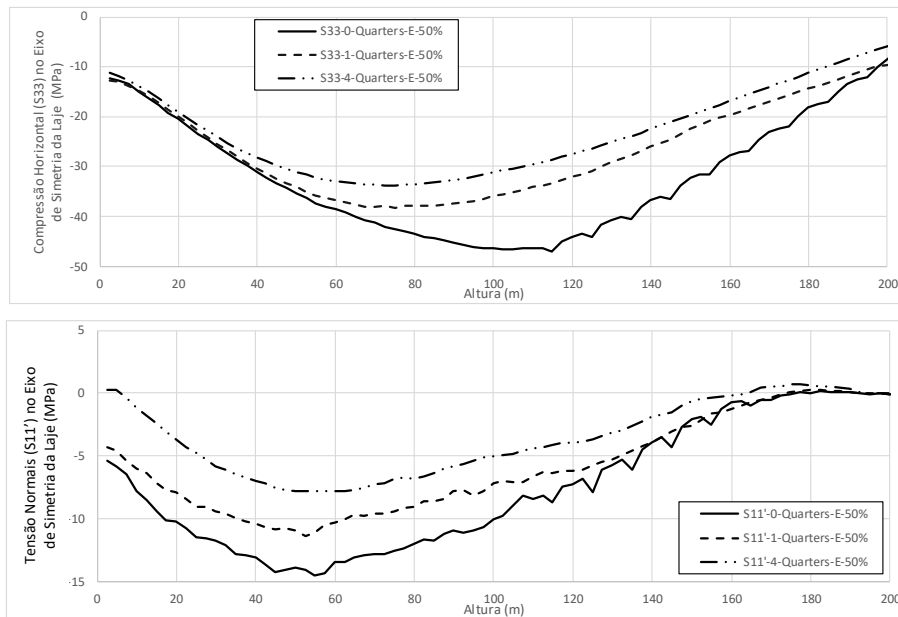 Compressão Horizontal (S33) no Eixo
de Simetria da Laje (MPa)
0
-10
-20
-30
-40
-50
S33-0-Quarters-E-50%
S33-1-Quarters-E-50%
S33-4-Quarters-E-50%
0 20 40 60 80 100 120 140 160 180 200
Altura (m)
Tensão Normais (S11') no Eixo
de Simetria da Laje (MPa)
5
0
-5
-10
-15
S11'-0-Quarters-E-50%
S11'-1-Quarters-E-50%
S11'-4-Quarters-E-50%
0 20 40 60 80 100 120 140 160 180 200
Altura (m)